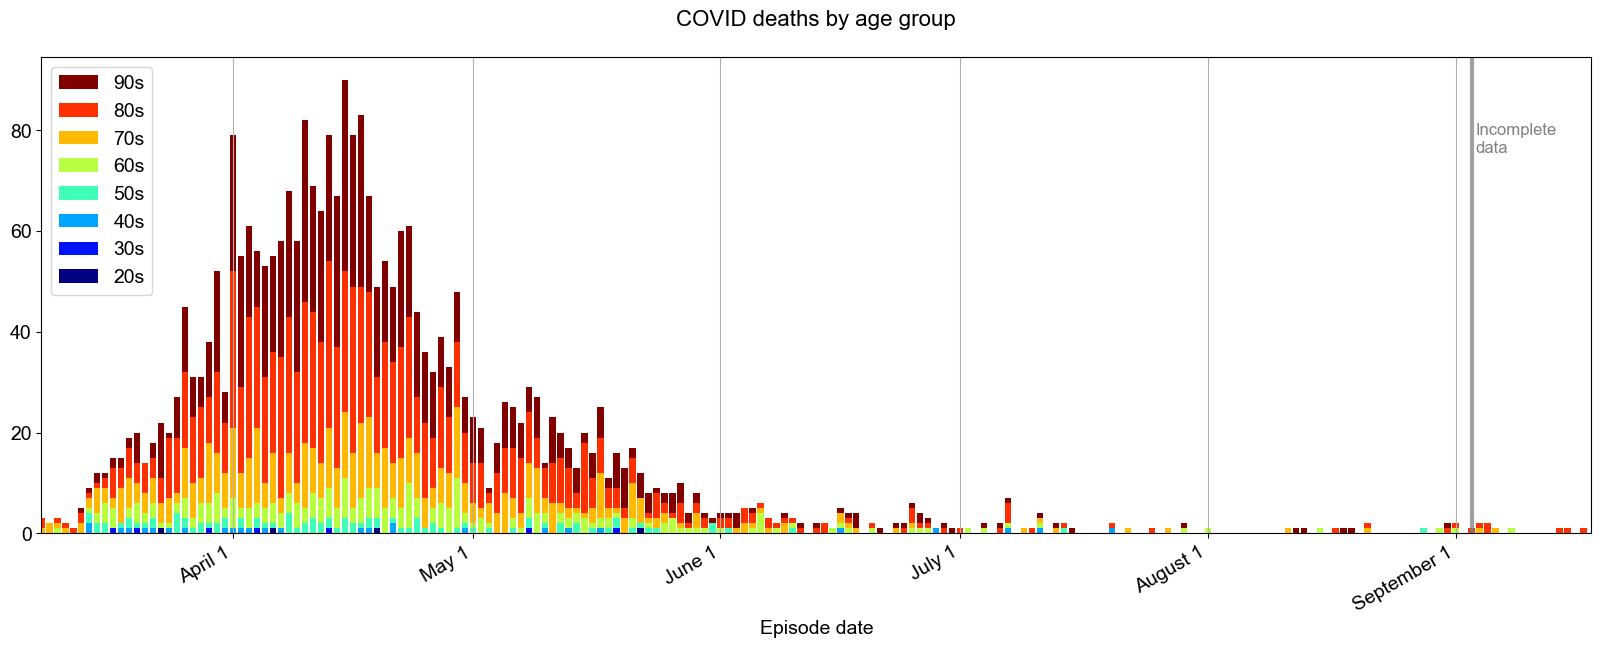 COVID deaths by age group
90s
80s
70s
60s
50s
40s
30s
20s
80
60
40
20
0
Incomplete
data
April 1
May 1
June 1
July 1
August 1
September 1
Episode date